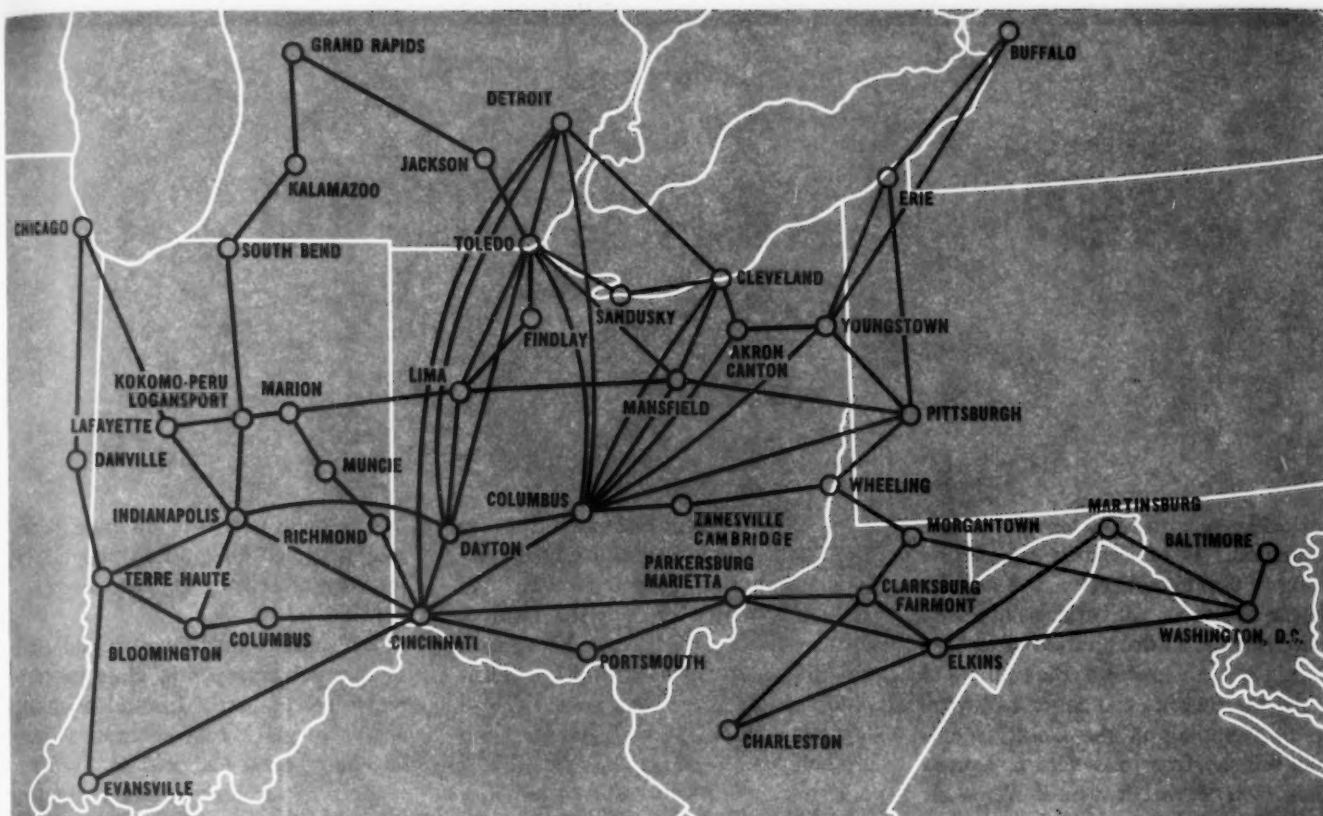 GRAND RAPIDS
BUFFALO
DETROIT
JACKSON
KALAMAZOO
ERIE
CHICAGO
SOUTH BEND
TOLEDO
CLEVELAND
SANDUSKY
YOUNGSTOWN
FINDLAY
AKRON
CANTON
KOKOMO-PERU
LOGANSPORT
MARION
LIMA
MANSFIELD
PITTSBURGH
LAFAYETTE
DANVILLE
MUNCIE
WHEELING
COLUMBUS
MARTINSBURG
INDIANAPOLIS
RICHMOND
DAYTON
ZANESVILLE
CAMBRIDGE
MORGANTOWN
BALTIMORE
TERRE HAUTE
PARKERSBURG
MARIETTA
CLARKSBURG
FAIRMONT
BLOOMINGTON
COLUMBUS
CINCINNATI
PORTSMOUTH
ELKINS
WASHINGTON, D.C.
CHARLESTON
EVANSVILLE